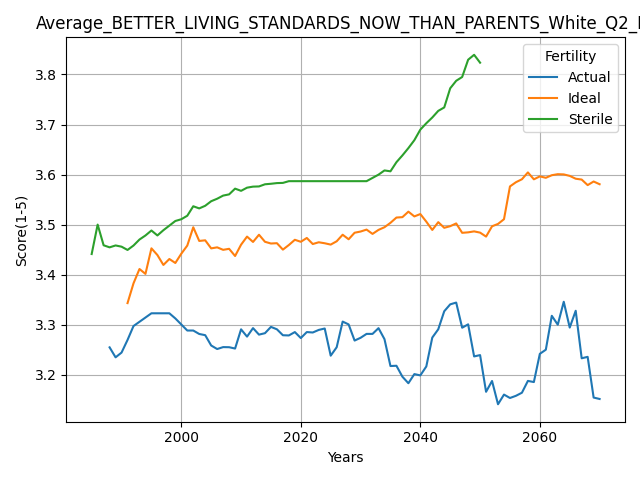 Average_BETTER_LIVING_STANDARDS_NOW_THAN_PARENTS_White_Q2_
Fertility
Actual
Ideal
Sterile
3.8
3.7
3.6
3.5
3.4
3.3
3.2
Score(1-5)
2000
2020
2040
2060
Years